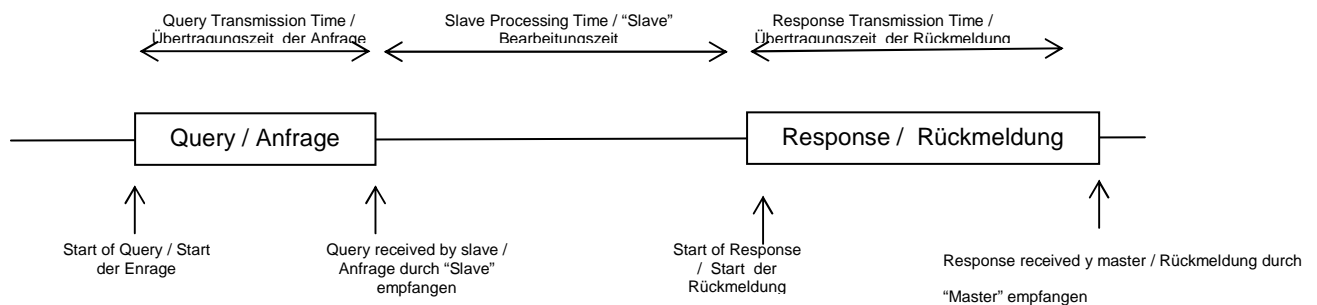 Query Transmission Time /
Übertragungszeit der Anfrage
Slave Processing Time / “Slave”
Bearbeitungszeit
Response Transmission Time /
Übertragungszeit der Rückmeldung
Query / Anfrage
Response / Rückmeldung
Start of Query / Start
der Enrage
Query received by slave /
Anfrage durch “Slave”
empfangen
Start of Response
/ Start der
Rückmeldung
Response received y master / Rückmeldung durch
“Master” empfangen